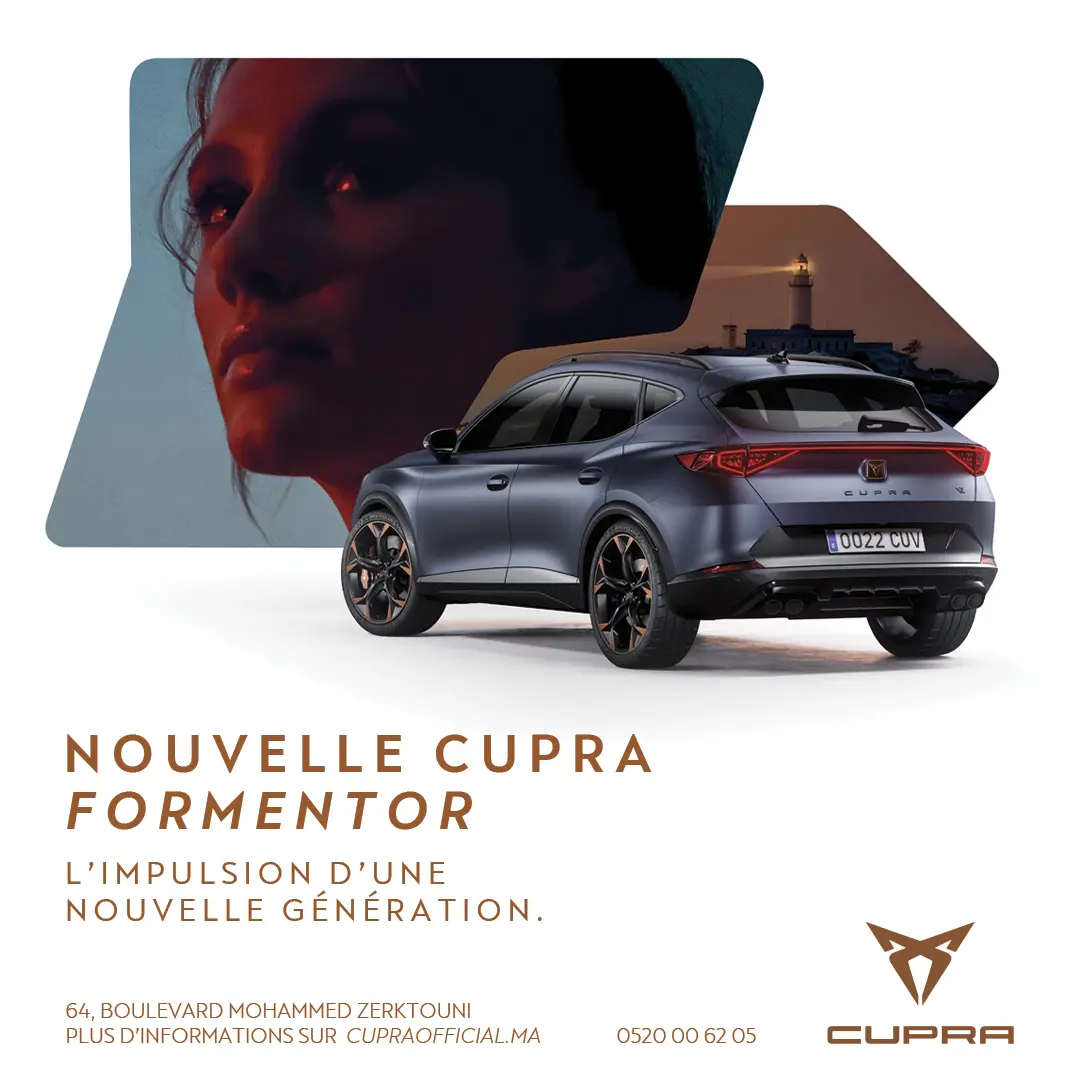 CUPRA
VZ
0022 CUV
NOUVELLE CUPRA
FORMENTOR
L'IMPULSION D'UNE
NOUVELLE GÉNÉRATION.
64, BOULEVARD MOHAMMED ZERKTOUNI
PLUS D'INFORMATIONS SUR CUPRAOFFICIAL.MA
0520 00 62 05
CUPRA